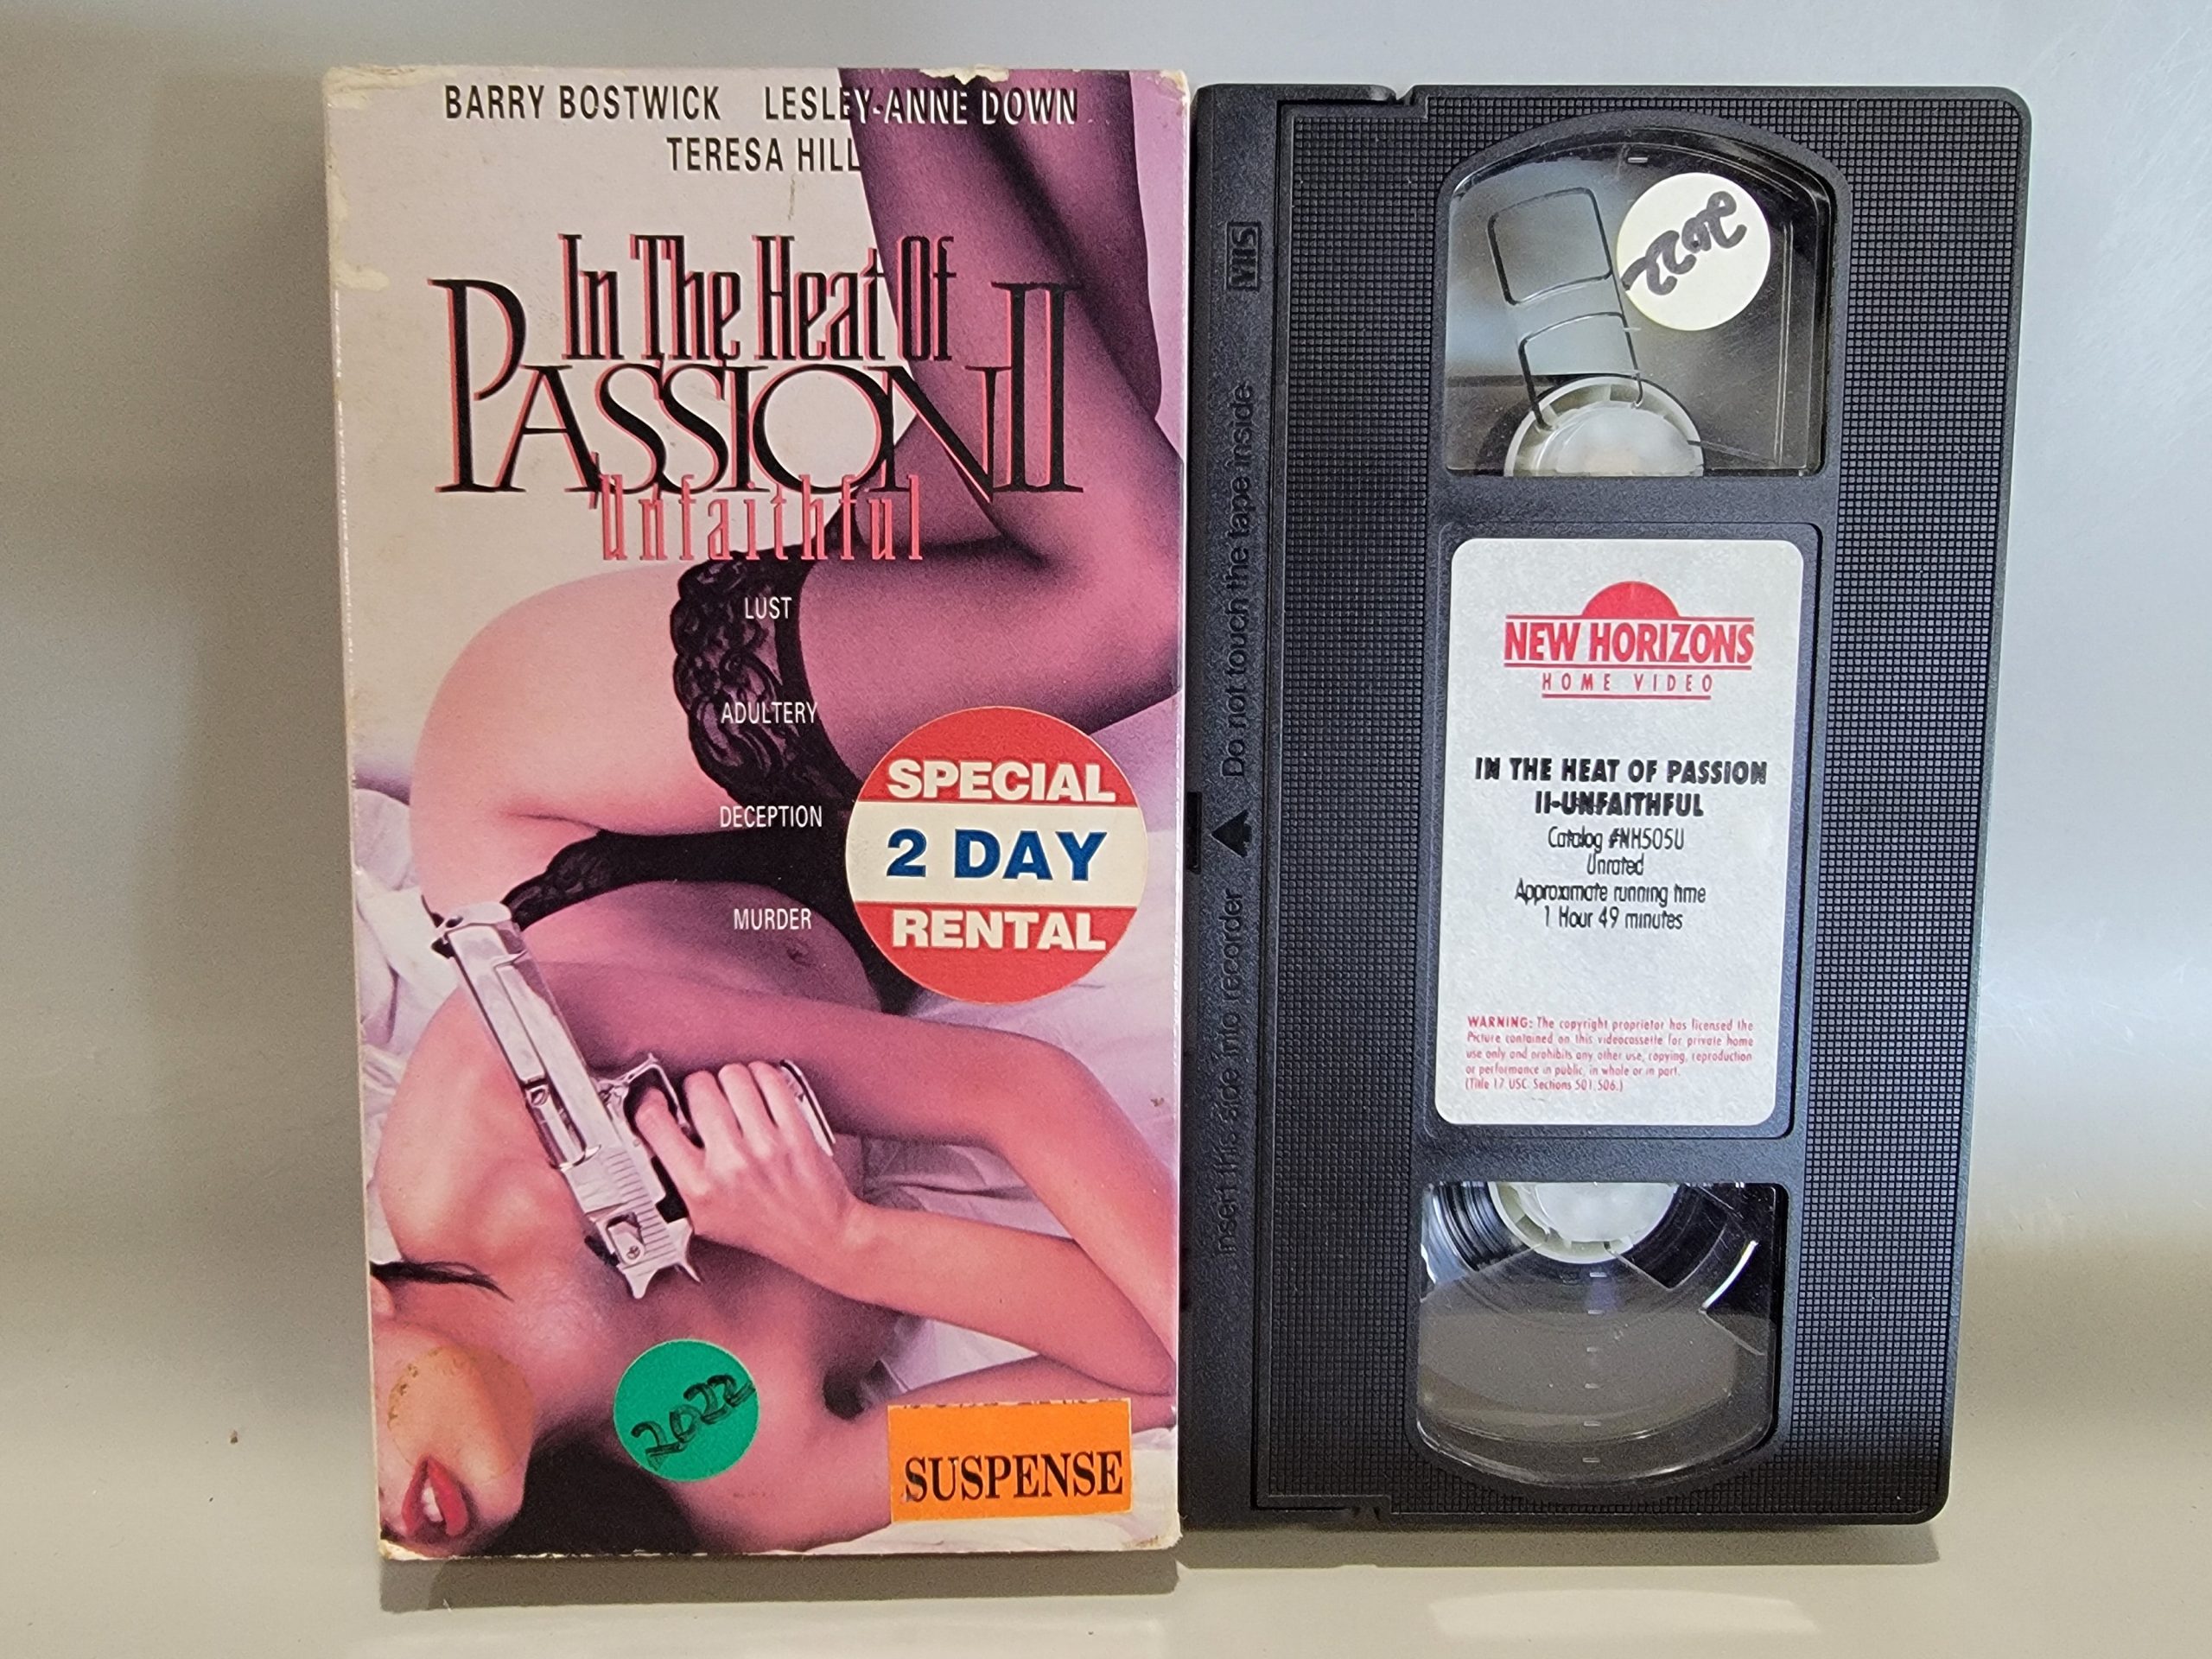 BARRY BOSTWICK LESLEY-ANNE DOWN
TERESA HILL
In The Heat Of
PASSION II
Unfaithful
LUST
ADULTERY
DECEPTION
MURDER
SPECIAL
2 DAY
RENTAL
2022
SUSPENSE
VHS
Do not touch the tape inside
Insert this side into recorder
2022
NEW HORIZONS
HOME VIDEO
IN THE HEAT OF PASSION
II-UNFAITHFUL
Catalog #NH505U
Unrated
Approximate running time
1 Hour 49 minutes
WARNING: The copyright proprietor has licensed the
Picture contained on this videocassette for private home
use only and prohibits any other use, copying, reproduction
or performance in public, in whole or in part.
(Title 17 USC Sections 501, 506.)